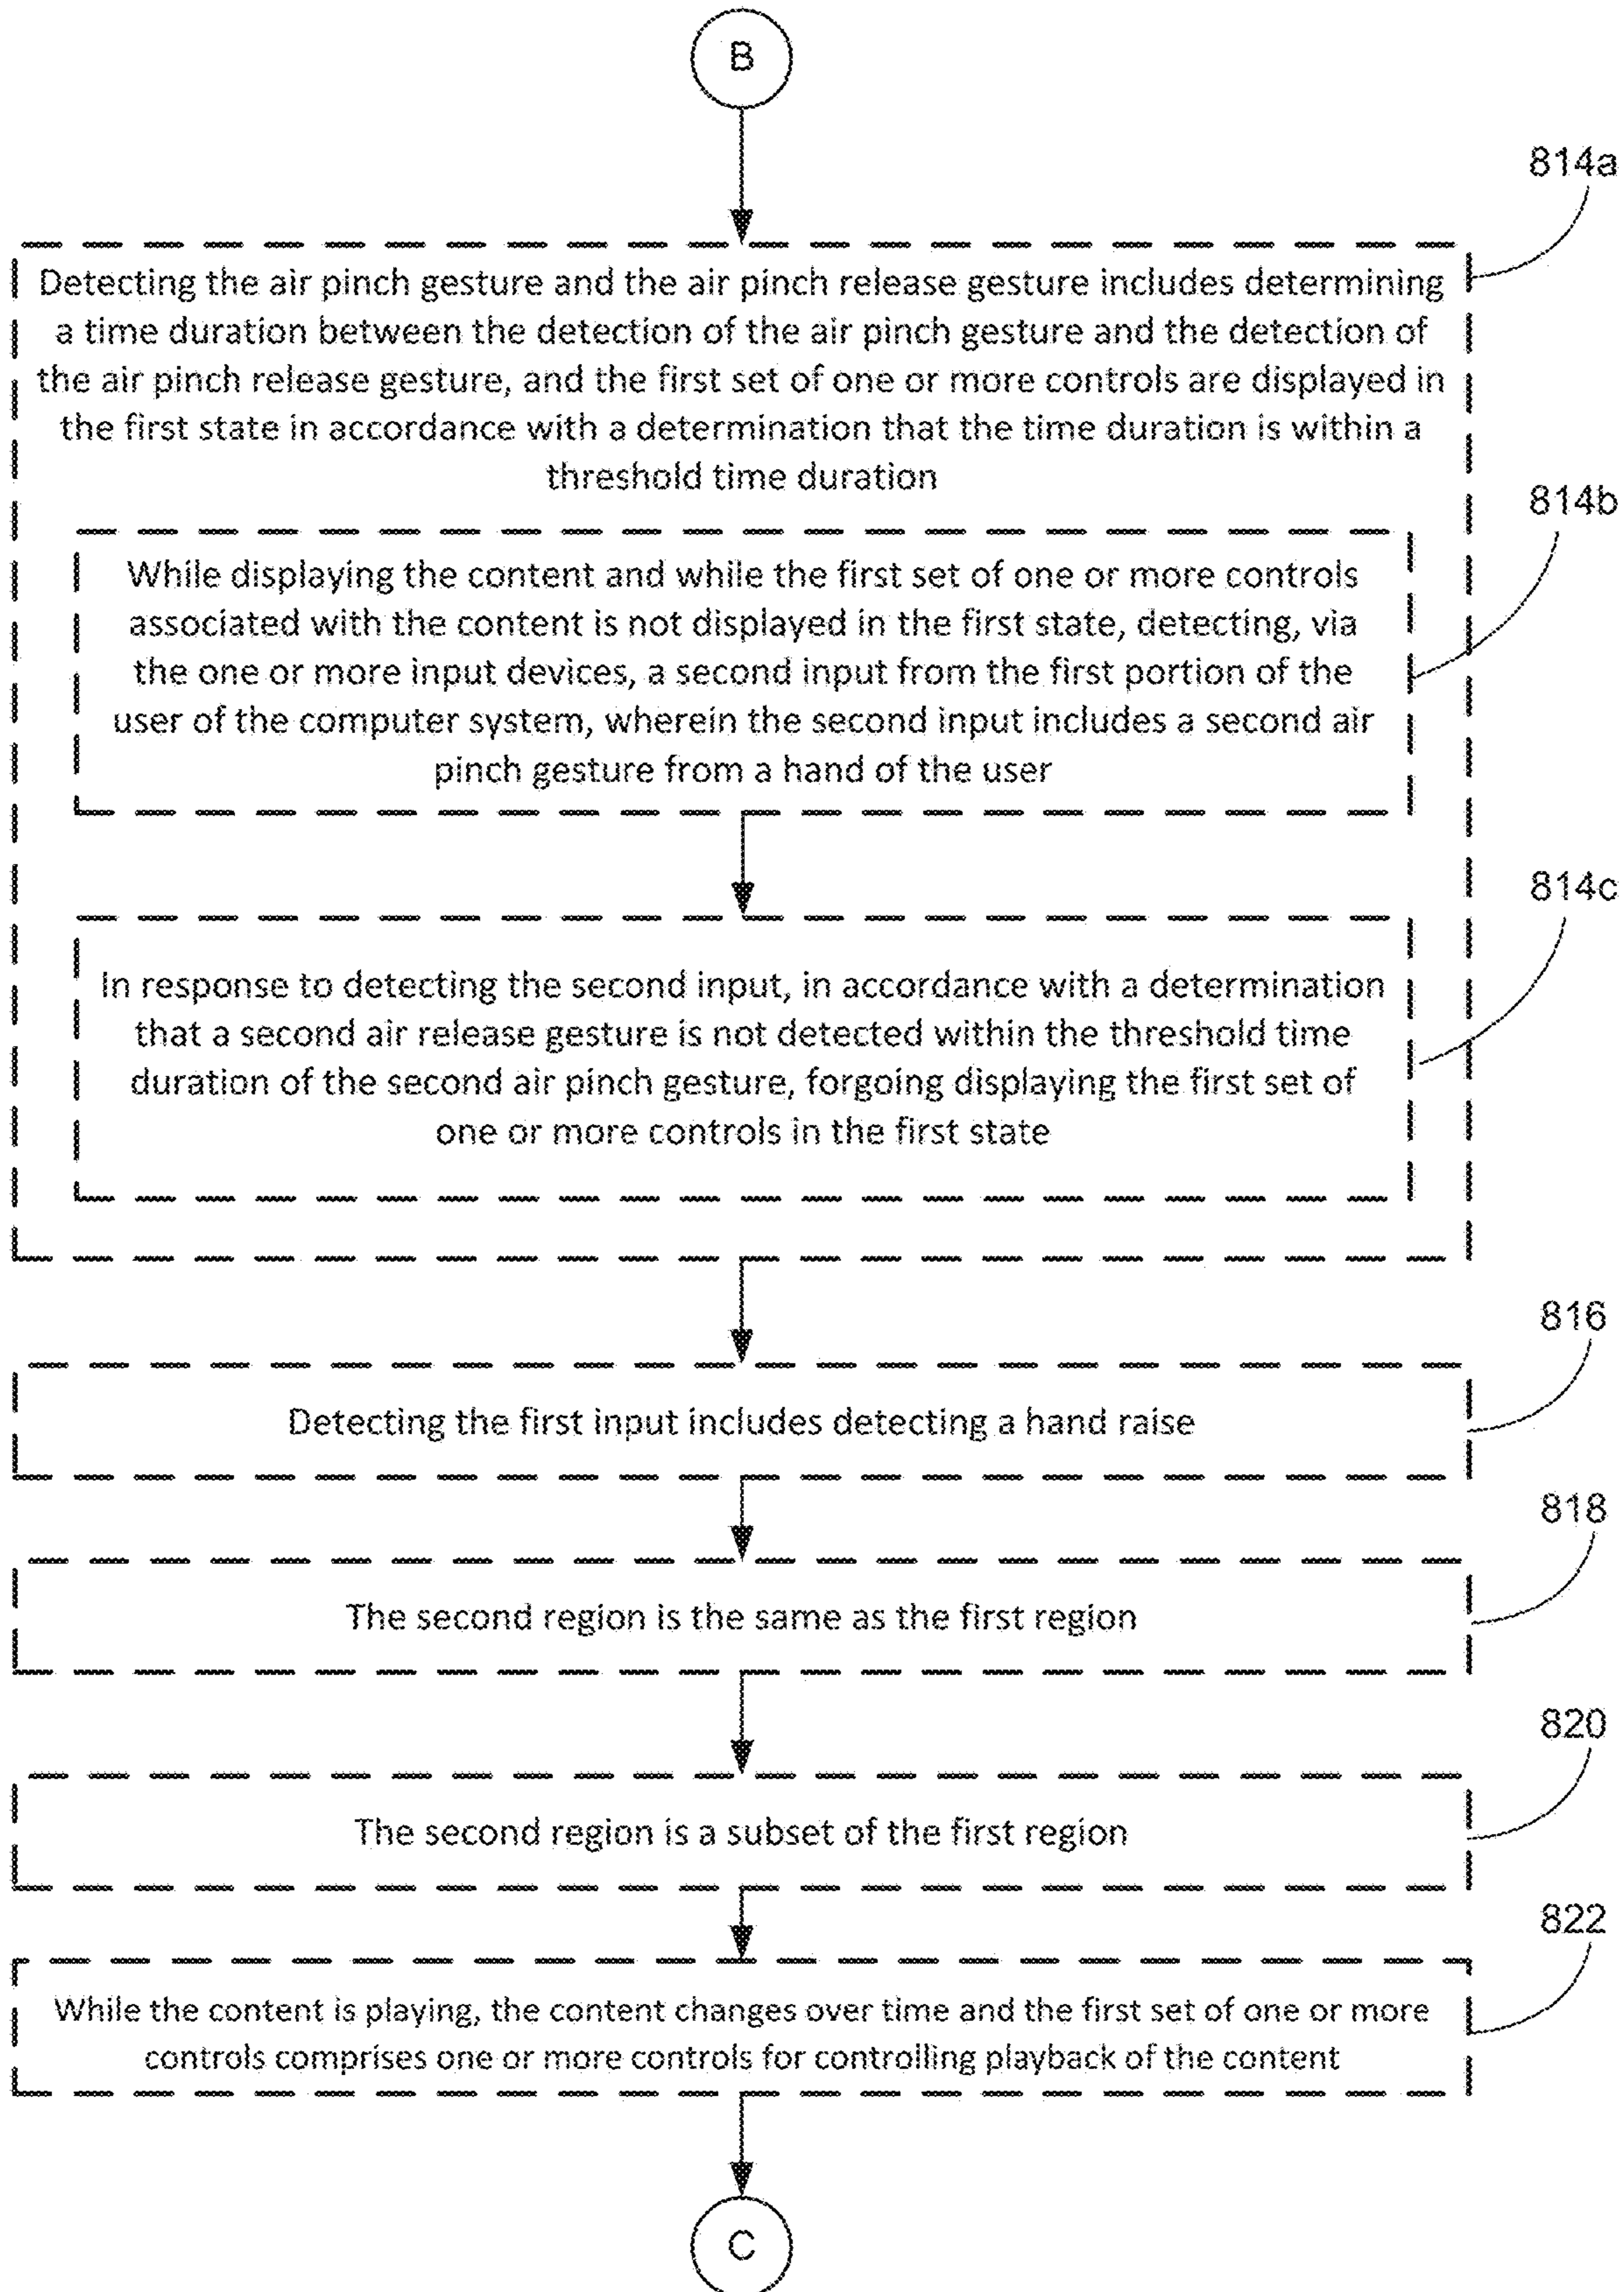 B
814a
Detecting the air pinch gesture and the air pinch release gesture includes determining
a time duration between the detection of the air pinch gesture and the detection of
the air pinch release gesture, and the first set of one or more controls are displayed in
the first state in accordance with a determination that the time duration is within a
threshold time duration
814b
While displaying the content and while the first set of one or more controls
associated with the content is not displayed in the first state, detecting, via
the one or more input devices, a second input from the first portion of the
user of the computer system, wherein the second input includes a second air
pinch gesture from a hand of the user
814c
In response to detecting the second input, in accordance with a determination
that a second air release gesture is not detected within the threshold time
duration of the second air pinch gesture, forgoing displaying the first set of
one or more controls in the first state
816
Detecting the first input includes detecting a hand raise
818
The second region is the same as the first region
820
The second region is a subset of the first region
822
While the content is playing, the content changes over time and the first set of one or more
controls comprises one or more controls for controlling playback of the content
C